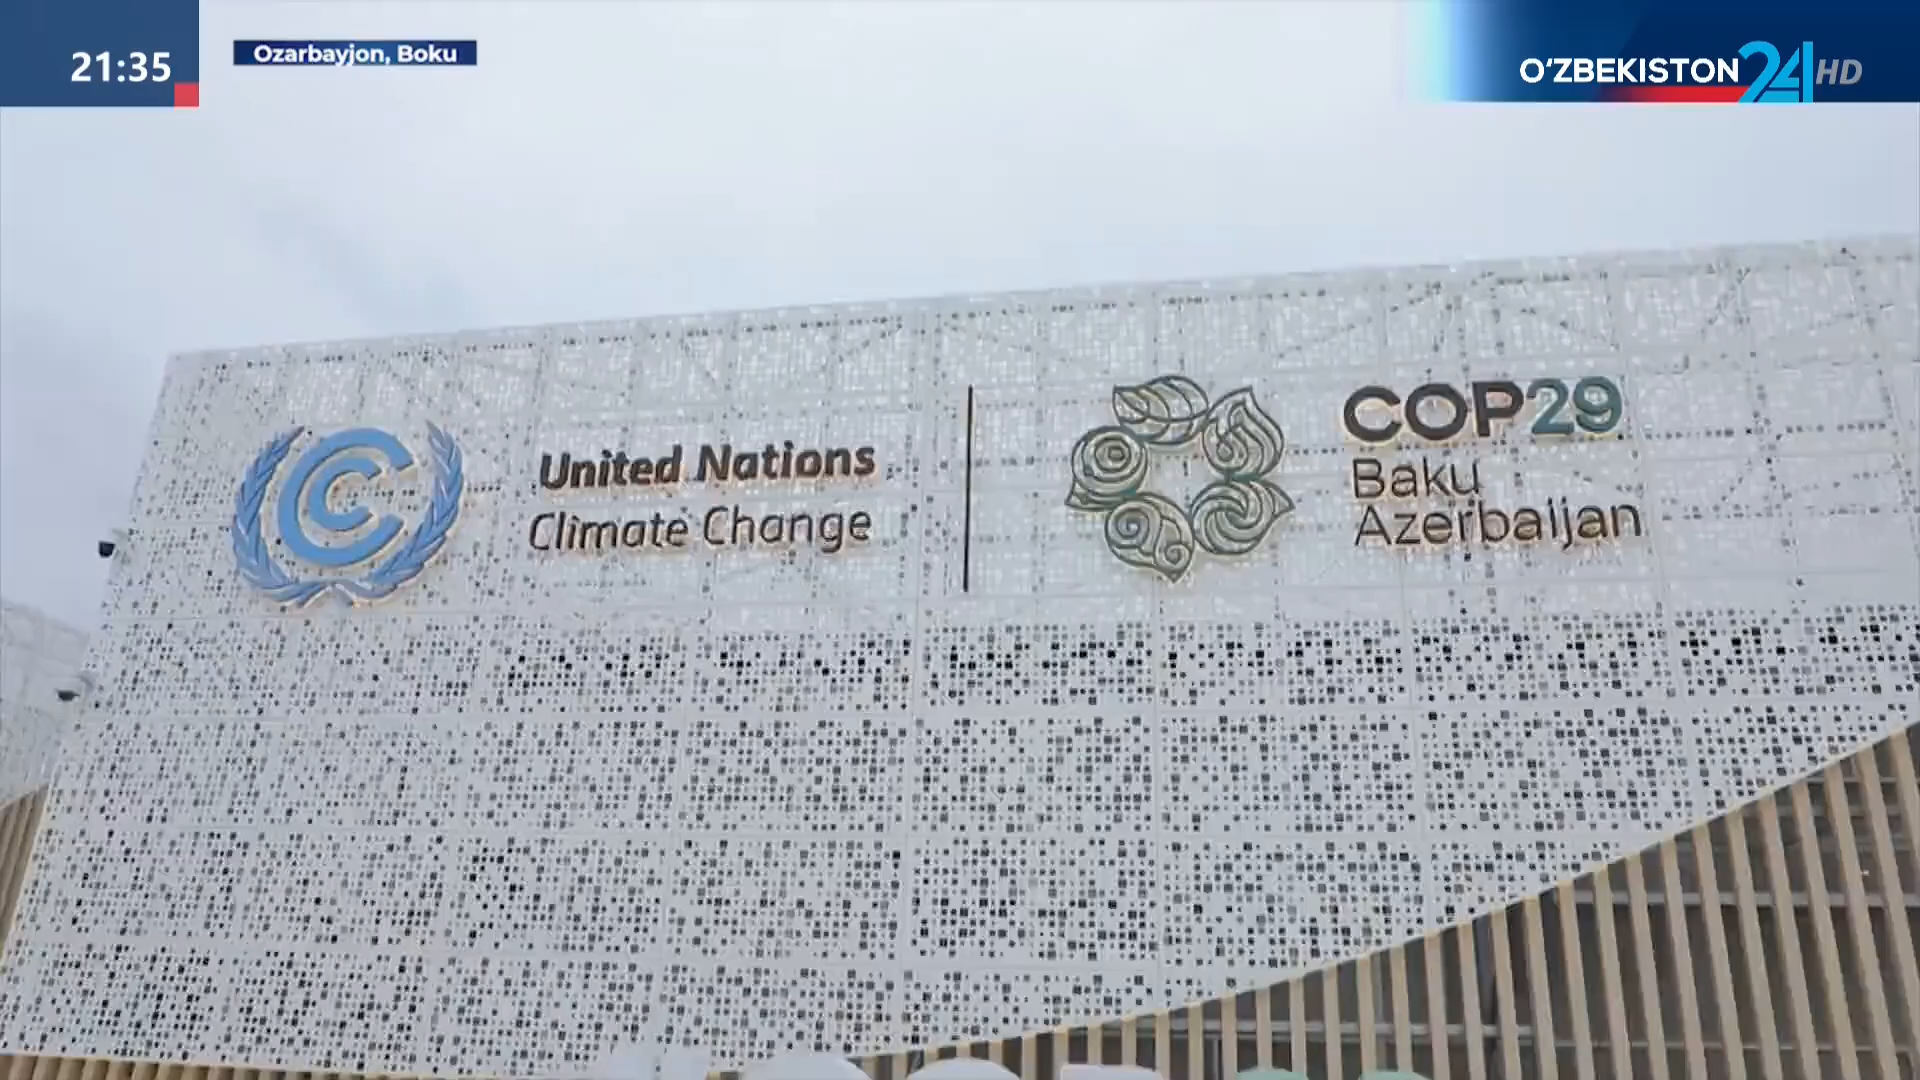 21:35
Ozarbayjon, Boku
O‘ZBEKISTON 24 HD
United Nations
Climate Change
COP29
Baku
Azerbaijan